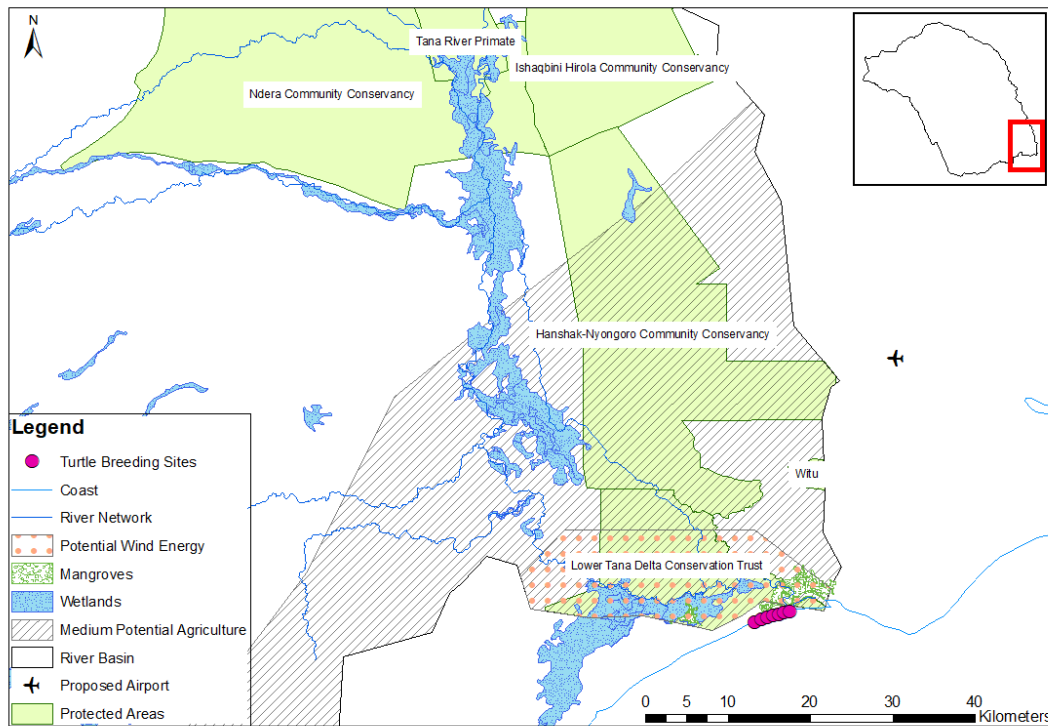 N
Tana River Primate
Ishaqbini Hirola Community Conservancy
Ndera Community Conservancy
Hanshak-Nyongoro Community Conservancy
Witu
Lower Tana Delta Conservation Trust
Legend
Turtle Breeding Sites
Coast
River Network
Potential Wind Energy
Mangroves
Wetlands
Medium Potential Agriculture
River Basin
Proposed Airport
Protected Areas
0 5 10 20 30 40
Kilometers